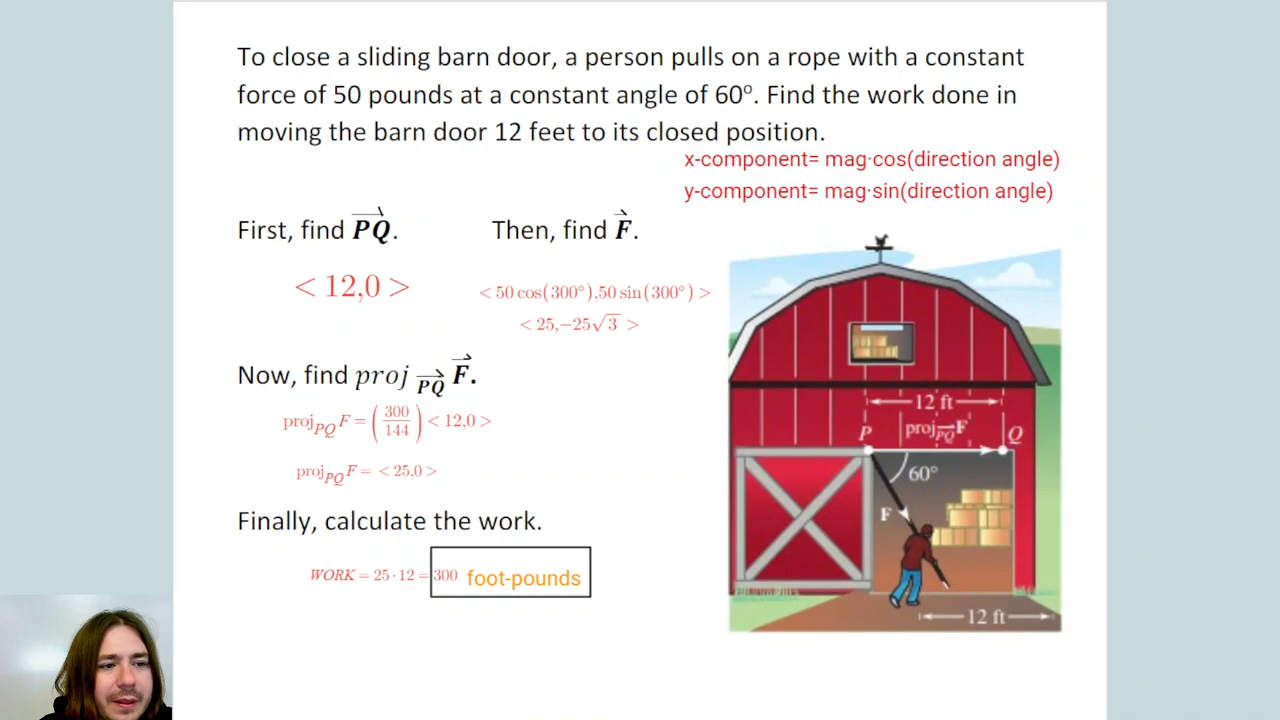 To close a sliding barn door, a person pulls on a rope with a constant
force of 50 pounds at a constant angle of 60°. Find the work done in
moving the barn door 12 feet to its closed position.
x-component= mag·cos(direction angle)
y-component= mag·sin(direction angle)
First, find PQ.
Then, find F.
< 12,0 >
< 50 cos(300°),50 sin(300°) >
< 25,−25√3 >
Now, find proj PQ F.
proj PQ F = (300/144) < 12,0 >
proj PQ F = < 25,0 >
Finally, calculate the work.
WORK = 25 · 12 = 300 foot-pounds
12 ft
P
proj PQ F
Q
60°
F
12 ft